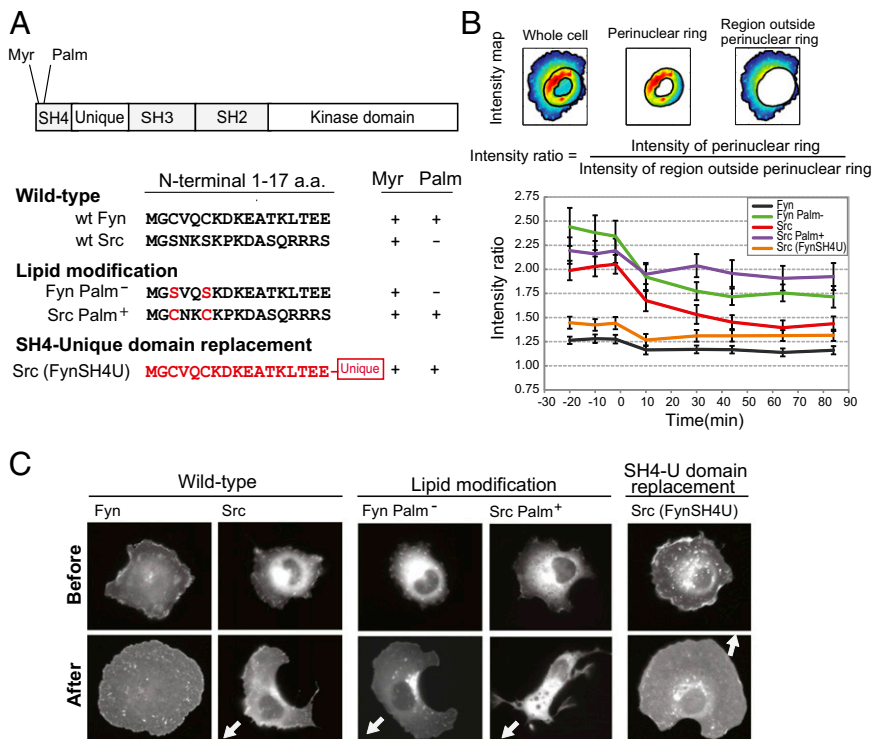 A
Myr Palm
SH4 Unique SH3 SH2 Kinase domain
N-terminal 1-17 a.a. Myr Palm
Wild-type
wt Fyn MGCVQCKDKEATKLTEE + +
wt Src MGSNKSKPKDASQRRRS + –
Lipid modification
Fyn Palm⁻ MGSVQSKDKEATKLTEE + –
Src Palm⁺ MGCNKCKPKDASQRRRS + +
SH4-Unique domain replacement
Src (FynSH4U) MGCVQCKDKEATKLTEE-Unique + +
B
Intensity map
Whole cell
Perinuclear ring
Region outside
perinuclear ring
Intensity ratio = Intensity of perinuclear ring
Intensity of region outside perinuclear ring
Intensity ratio
2.75
2.50
2.25
2.00
1.75
1.50
1.25
1.00
0.75
Fyn
Fyn Palm-
Src
Src Palm+
Src (FynSH4U)
-30 -20 -10 0 10 20 30 40 50 60 70 80 90
Time(min)
C
Wild-type
Lipid modification
SH4-U domain
replacement
Fyn Src Fyn Palm⁻ Src Palm⁺ Src (FynSH4U)
Before
After